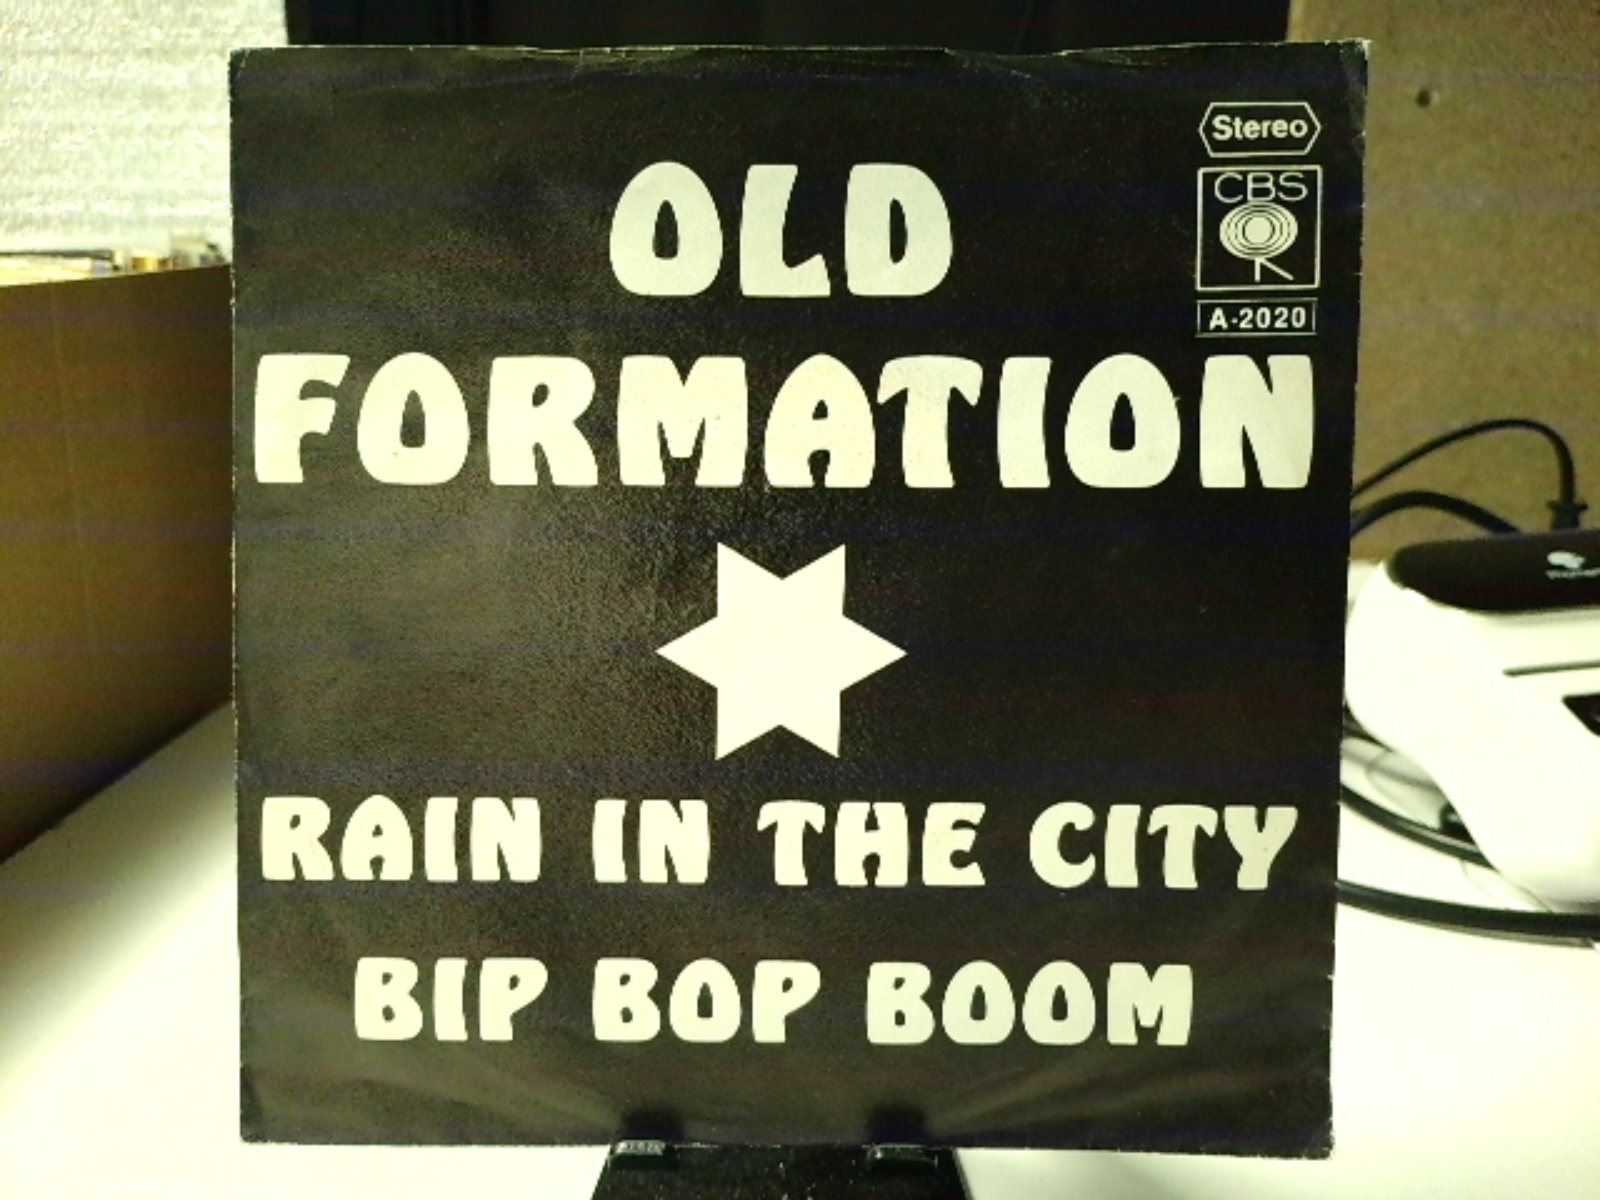 Stereo
CBS
A-2020
OLD
FORMATION
RAIN IN THE CITY
BIP BOP BOOM